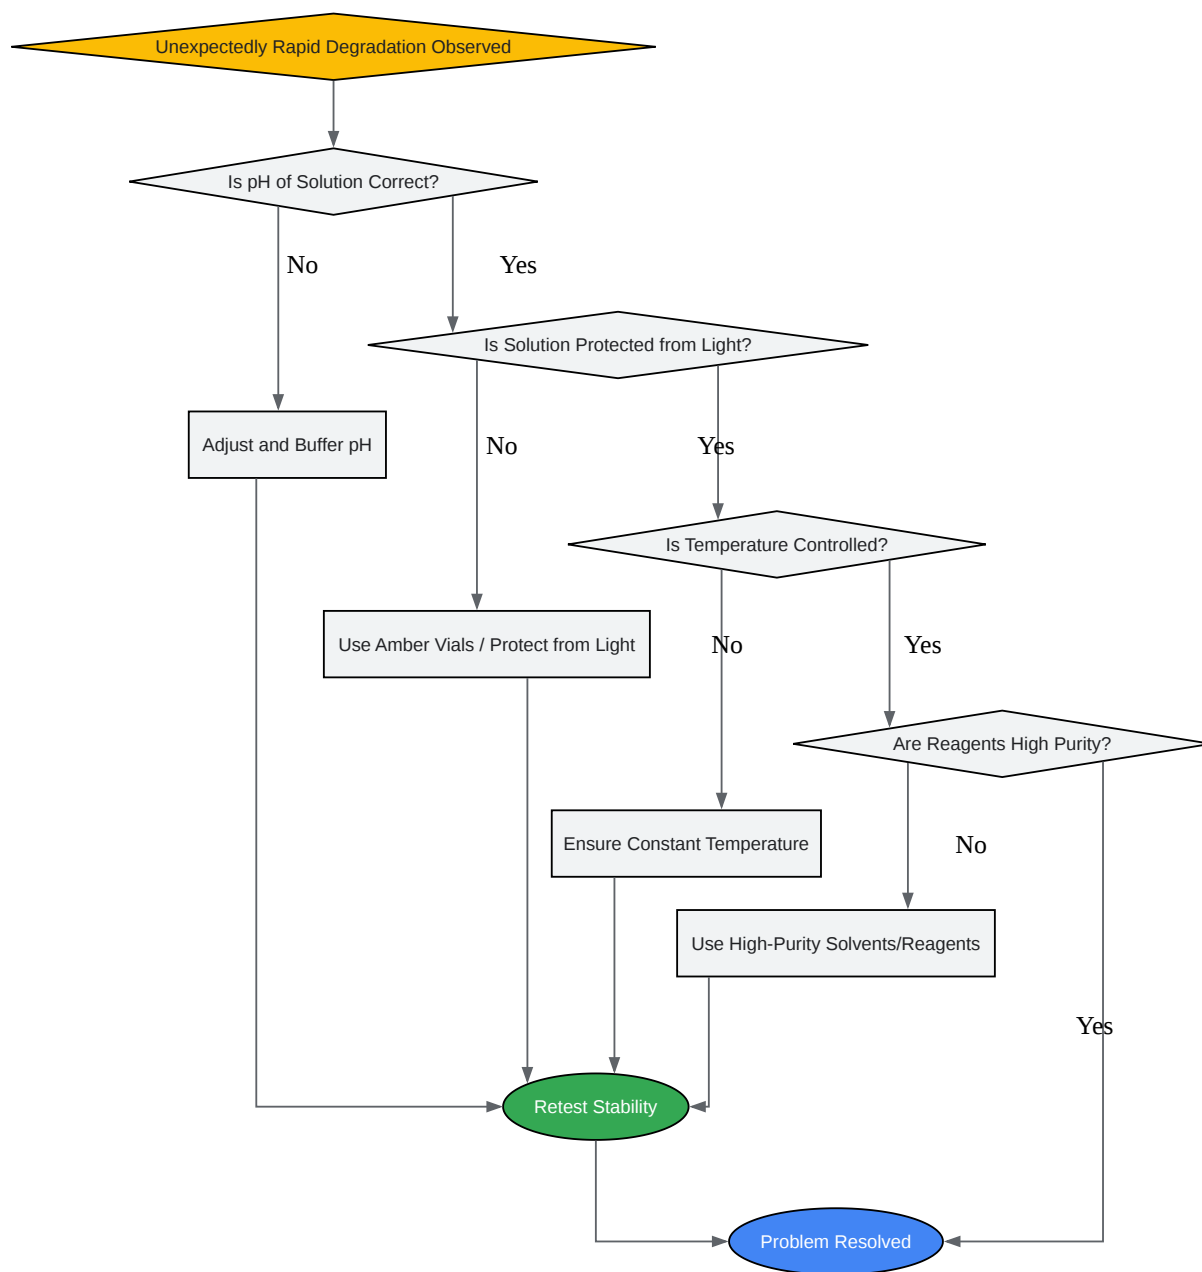 Unexpectedly Rapid Degradation Observed
Is pH of Solution Correct?
No
Yes
Is Solution Protected from Light?
Adjust and Buffer pH
No
Yes
Is Temperature Controlled?
Use Amber Vials / Protect from Light
No
Yes
Are Reagents High Purity?
Ensure Constant Temperature
No
Use High-Purity Solvents/Reagents
Yes
Retest Stability
Problem Resolved